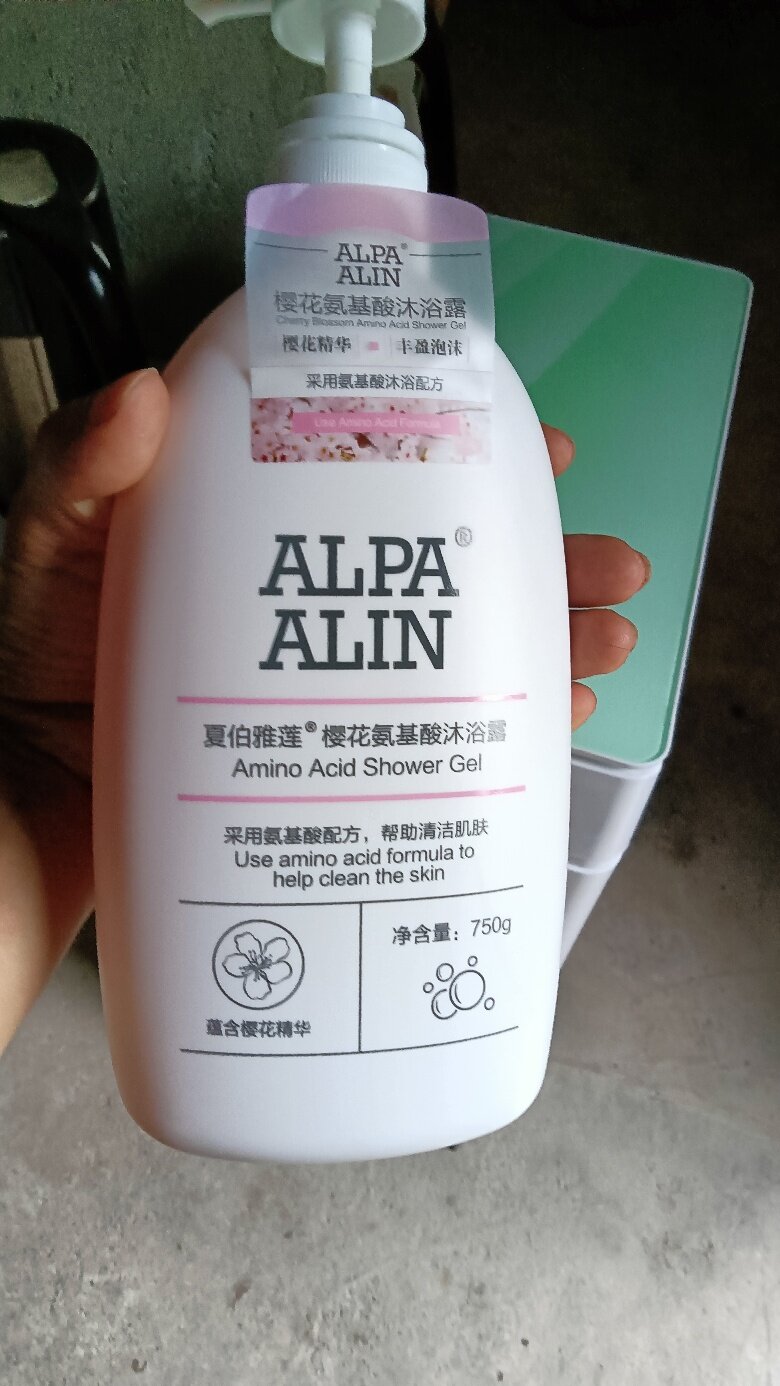 ALPA®
ALIN
樱花氨基酸沐浴露
Cherry Blossom Amino Acid Shower Gel
樱花精华 丰盈泡沫
采用氨基酸沐浴配方
Use Amino Acid Formula
ALPA®
ALIN
夏伯雅莲®樱花氨基酸沐浴露
Amino Acid Shower Gel
采用氨基酸配方，帮助清洁肌肤
Use amino acid formula to
help clean the skin
蕴含樱花精华
净含量：750g